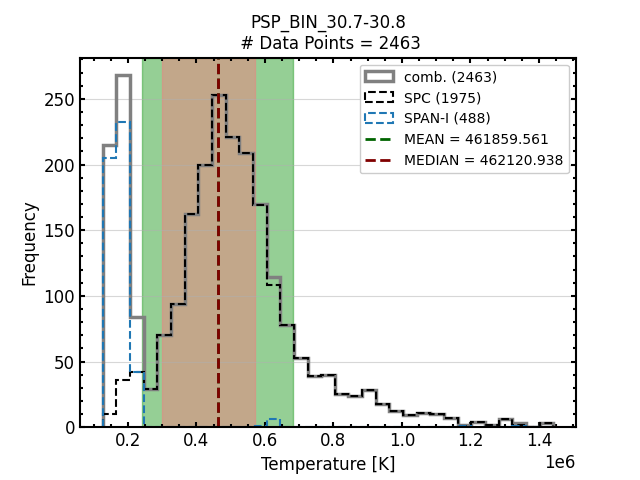 PSP_BIN_30.7-30.8
# Data Points = 2463
comb. (2463)
SPC (1975)
SPAN-I (488)
MEAN = 461859.561
MEDIAN = 462120.938
Frequency
250
200
150
100
50
0
0.2 0.4 0.6 0.8 1.0 1.2 1.4
1e6
Temperature [K]